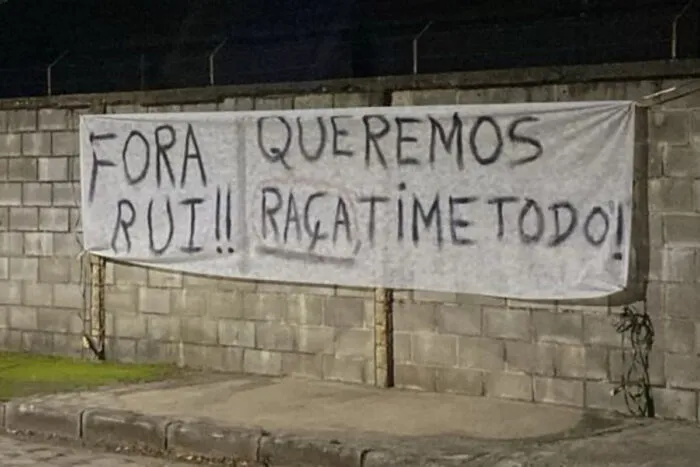 FORA
RUI!!
QUEREMOS
RAÇA, TIME TODO!